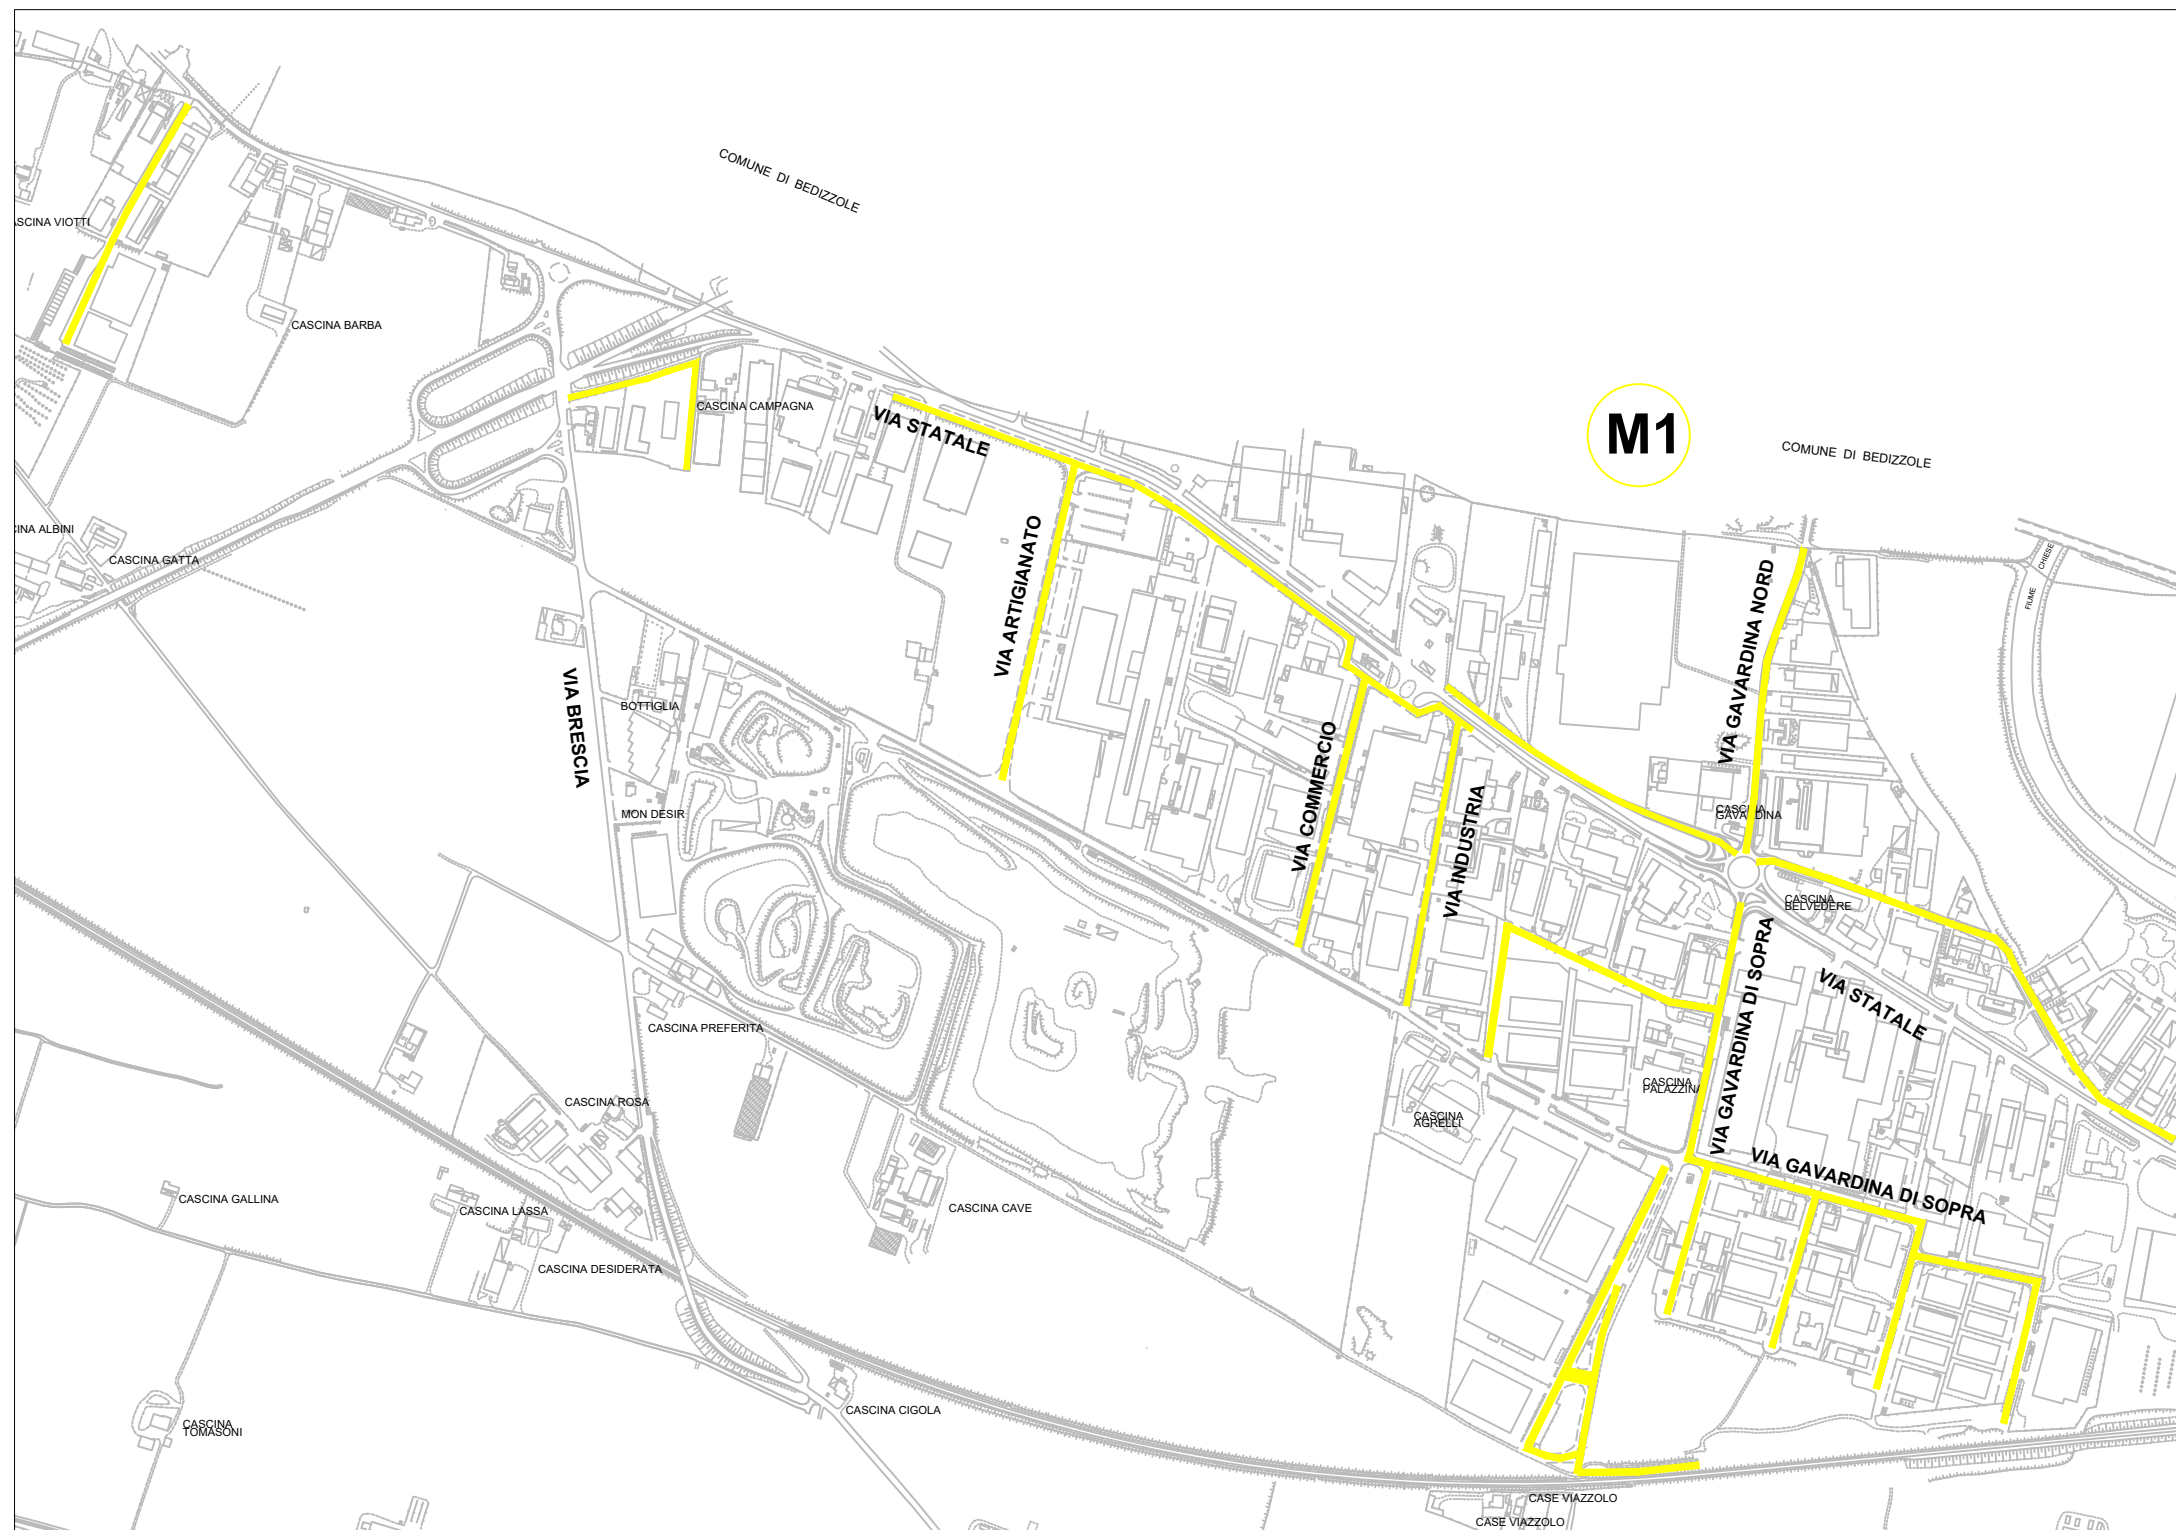 COMUNE DI BEDIZZOLE
ASCINA VIOTTI
CASCINA BARBA
CASCINA CAMPAGNA
VIA STATALE
M1
COMUNE DI BEDIZZOLE
CINA ALBINI
CASCINA GATTA
VIA ARTIGIANATO
VIA GAVARDINA NORD
FIUME CHIESE
VIA BRESCIA
BOTTIGLIA
MON DESIR
VIA COMMERCIO
VIA INDUSTRIA
CASCINA
GAVARDINA
CASCINA
BELVEDERE
VIA GAVARDINA DI SOPRA
VIA STATALE
CASCINA PREFERITA
CASCINA ROSA
CASCINA
PALAZZINA
CASCINA
AGRELLI
VIA GAVARDINA DI SOPRA
CASCINA GALLINA
CASCINA LASSA
CASCINA CAVE
CASCINA DESIDERATA
CASCINA CIGOLA
CASCINA
TOMASONI
CASE VIAZZOLO
CASE VIAZZOLO